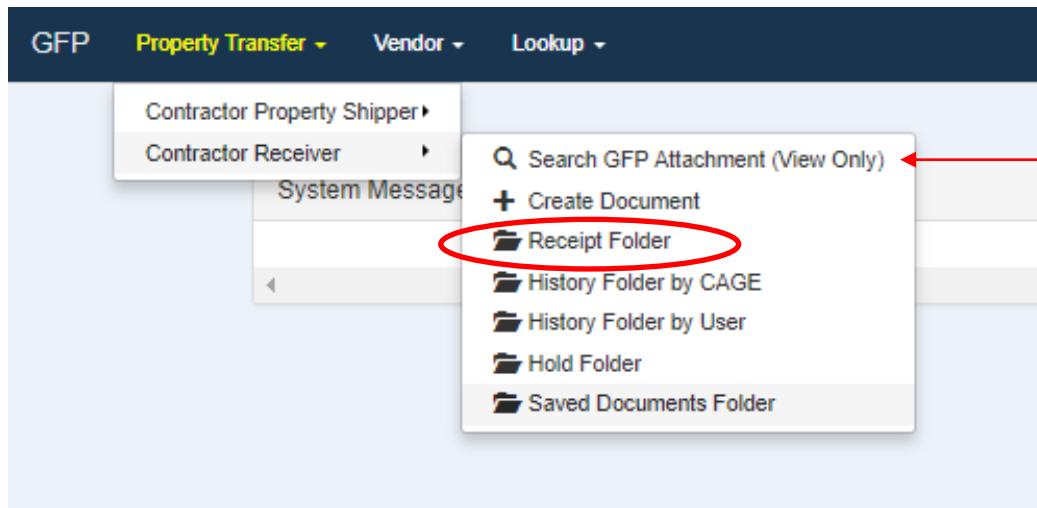 GFP Property Transfer Vendor Lookup
Contractor Property Shipper
Contractor Receiver
System Message
Search GFP Attachment (View Only)
Create Document
Receipt Folder
History Folder by CAGE
History Folder by User
Hold Folder
Saved Documents Folder